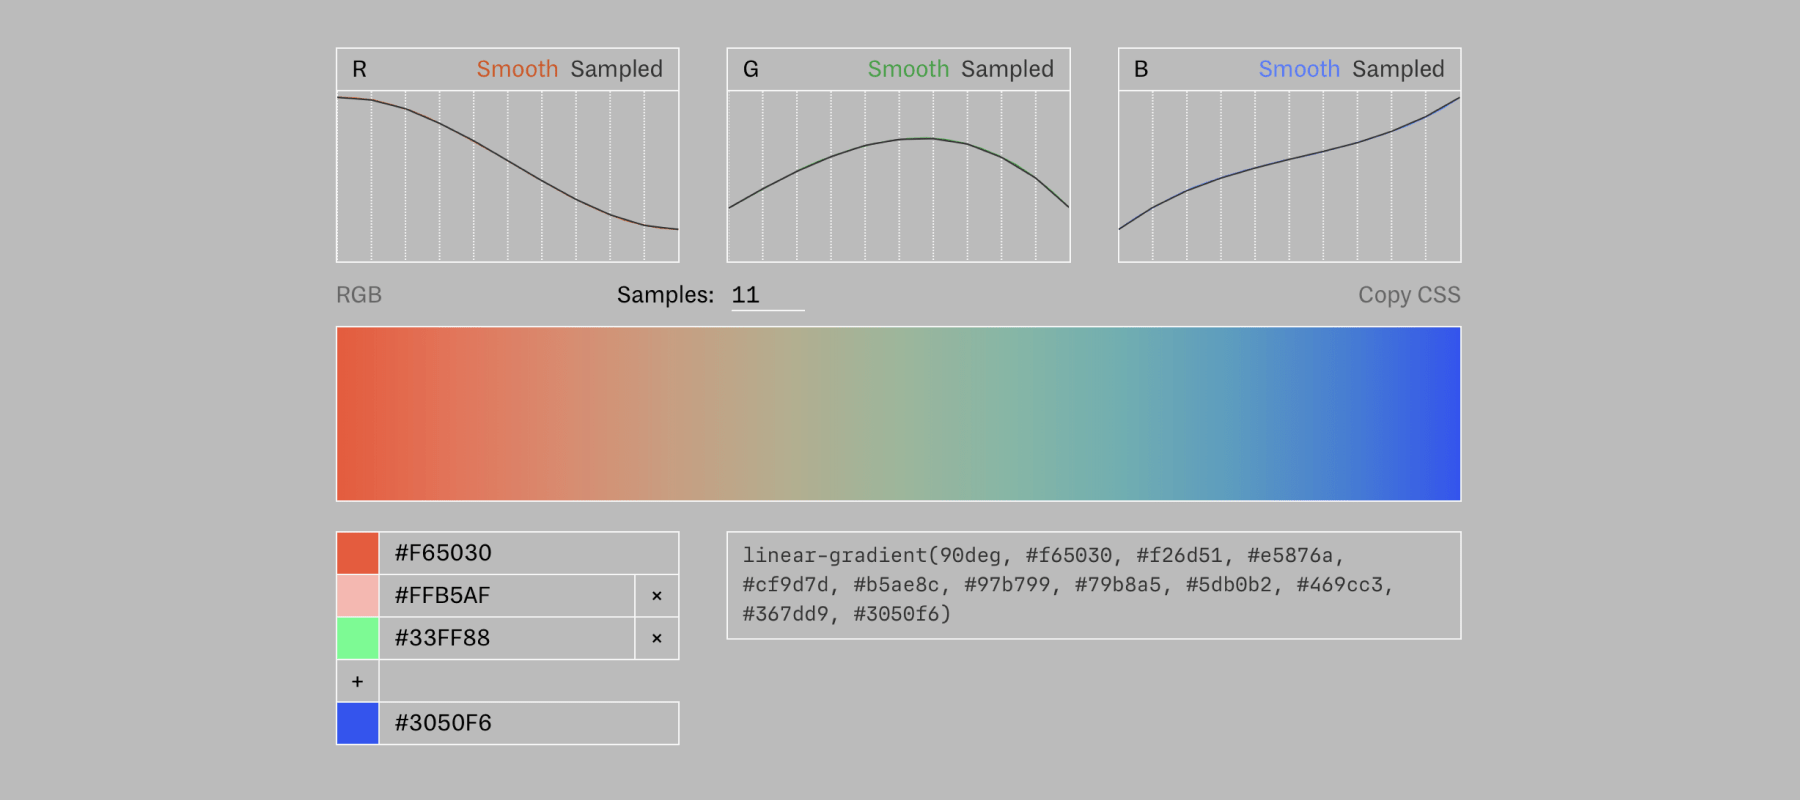 R Smooth Sampled
G Smooth Sampled
B Smooth Sampled
RGB
Samples: 11
Copy CSS
#F65030
#FFB5AF ×
#33FF88 ×
+
#3050F6
linear-gradient(90deg, #f65030, #f26d51, #e5876a,
#cf9d7d, #b5ae8c, #97b799, #79b8a5, #5db0b2, #469cc3,
#367dd9, #3050f6)